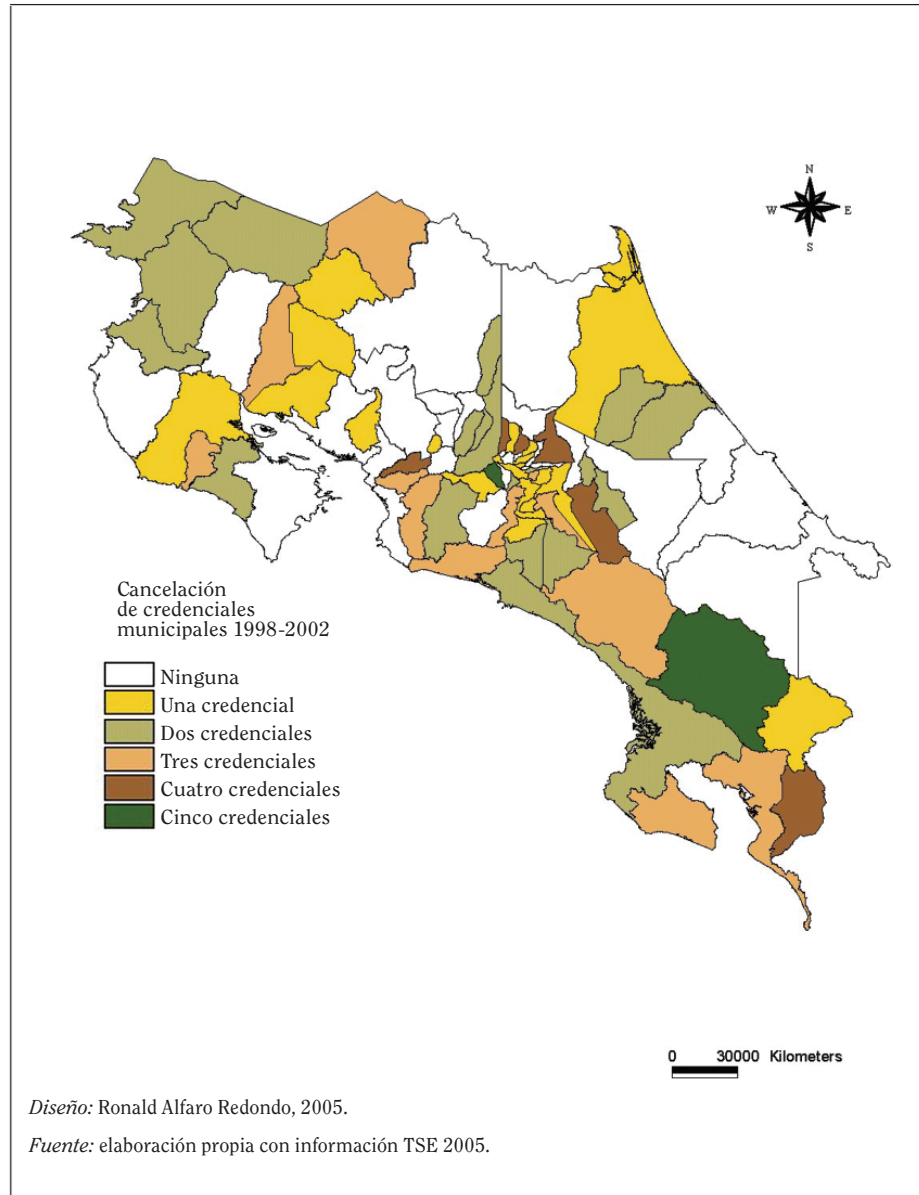 N
W E
S
Cancelación
de credenciales
municipales 1998-2002
Ninguna
Una credencial
Dos credenciales
Tres credenciales
Cuatro credenciales
Cinco credenciales
0 30000 Kilometers
Diseño: Ronald Alfaro Redondo, 2005.
Fuente: elaboración propia con información TSE 2005.